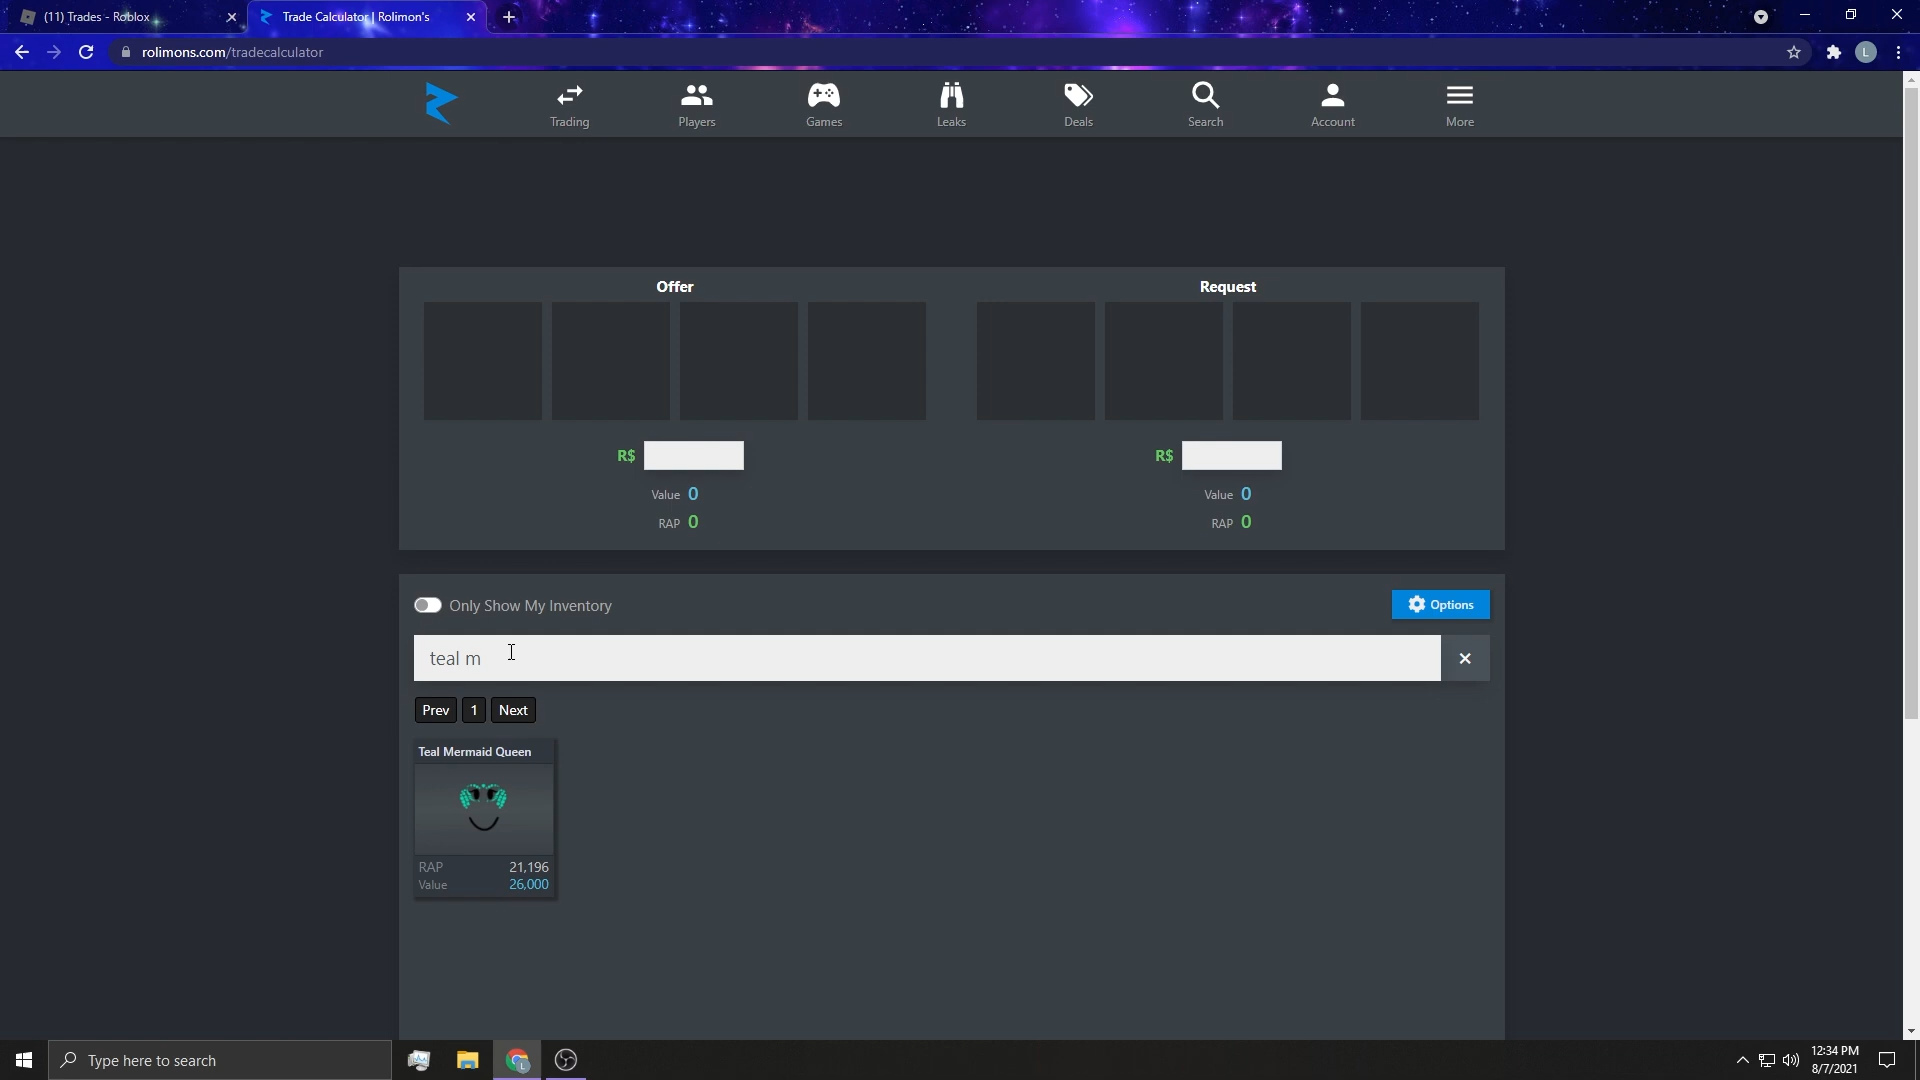 (11) Trades - Roblox
Trade Calculator | Rolimon's
rolimons.com/tradecalculator
L
Trading
Players
Games
Leaks
Deals
Search
Account
More
Offer
Request
R$
R$
Value 0
Value 0
RAP 0
RAP 0
Only Show My Inventory
Options
teal m
Prev 1 Next
Teal Mermaid Queen
RAP 21,196
Value 26,000
Type here to search
L
12:34 PM
8/7/2021